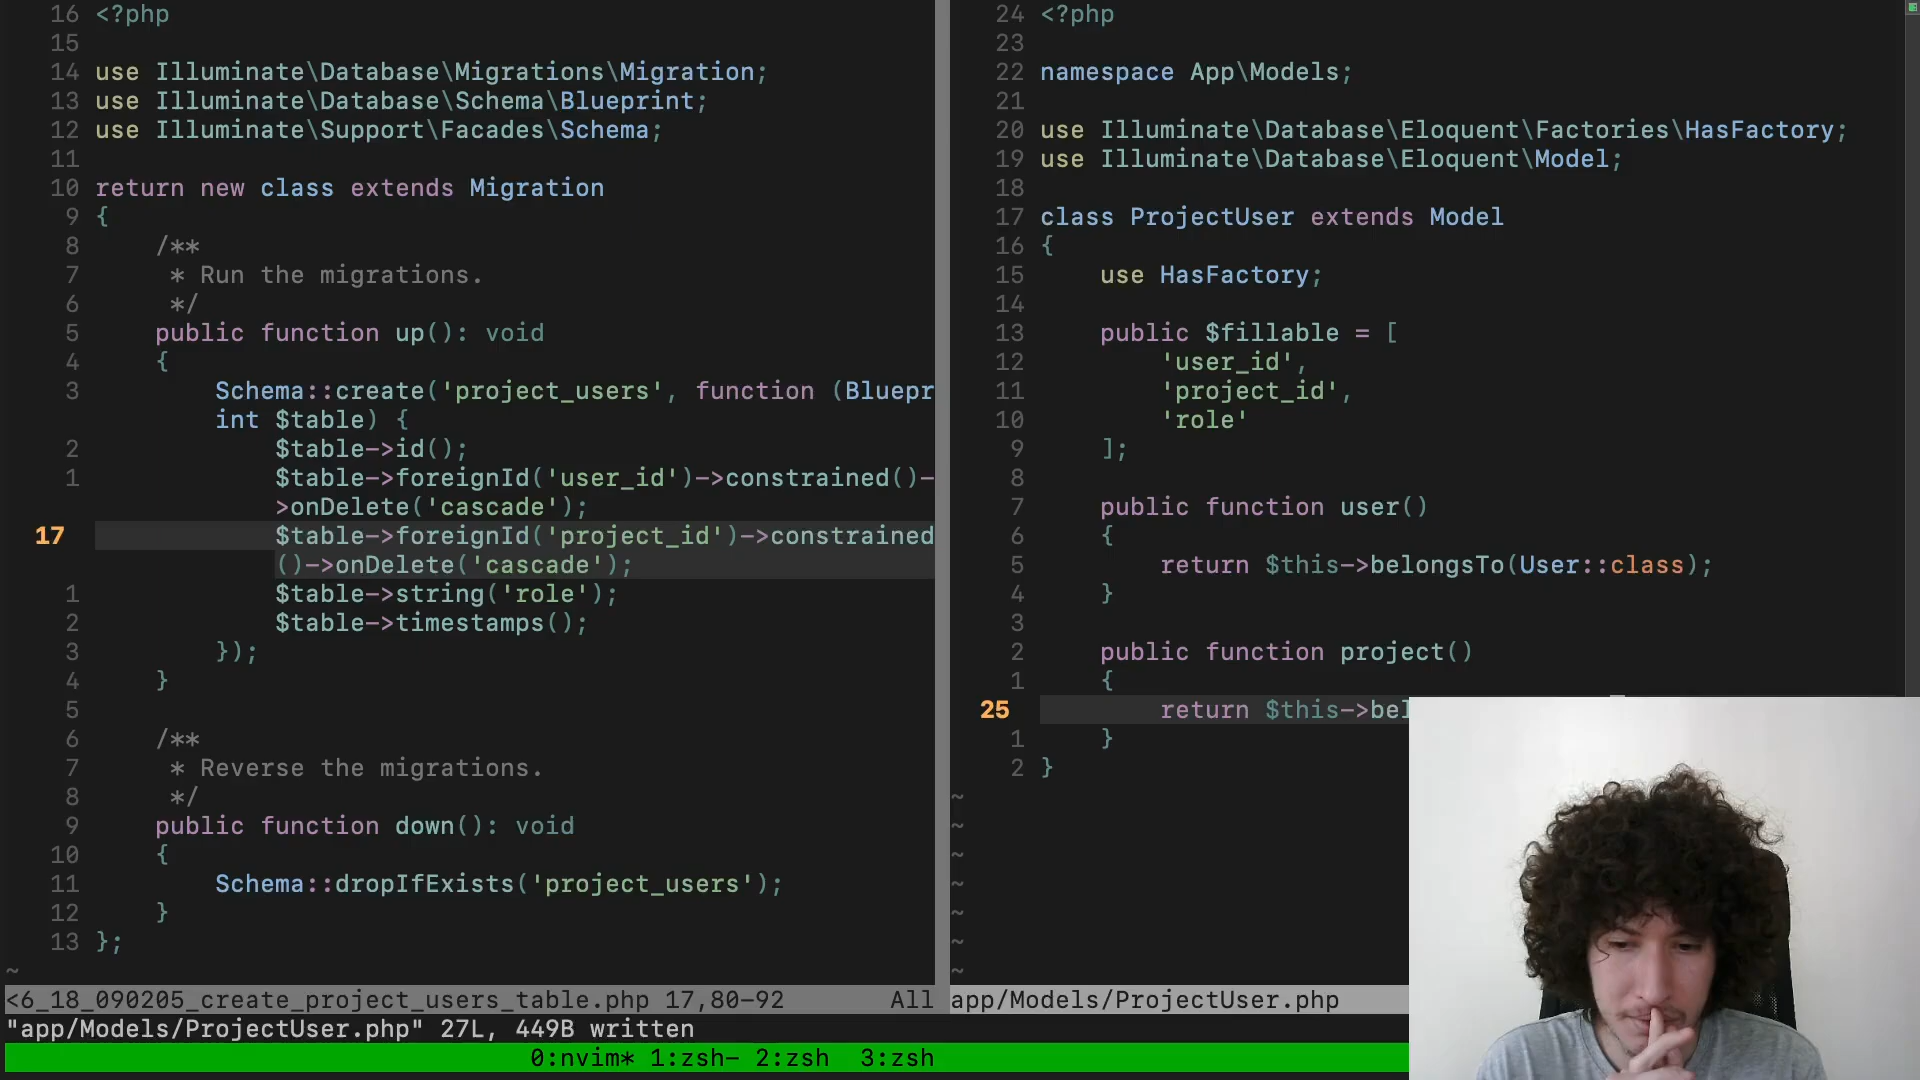 16 <?php
15
14 use Illuminate\Database\Migrations\Migration;
13 use Illuminate\Database\Schema\Blueprint;
12 use Illuminate\Support\Facades\Schema;
11
10 return new class extends Migration
9 {
8     /**
7      * Run the migrations.
6      */
5     public function up(): void
4     {
3         Schema::create('project_users', function (Bluepr
int $table) {
2             $table->id();
1             $table->foreignId('user_id')->constrained()-
>onDelete('cascade');
17             $table->foreignId('project_id')->constrained
()->onDelete('cascade');
1             $table->string('role');
2             $table->timestamps();
3         });
4     }
5
6     /**
7      * Reverse the migrations.
8      */
9     public function down(): void
10     {
11         Schema::dropIfExists('project_users');
12     }
13 };
~
<6_18_090205_create_project_users_table.php 17,80-92 All
24 <?php
23
22 namespace App\Models;
21
20 use Illuminate\Database\Eloquent\Factories\HasFactory;
19 use Illuminate\Database\Eloquent\Model;
18
17 class ProjectUser extends Model
16 {
15     use HasFactory;
14
13     public $fillable = [
12         'user_id',
11         'project_id',
10         'role'
9     ];
8
7     public function user()
6     {
5         return $this->belongsTo(User::class);
4     }
3
2     public function project()
1     {
25         return $this->bel
1     }
2 }
~
~
~
~
~
~
~
app/Models/ProjectUser.php
"app/Models/ProjectUser.php" 27L, 449B written
0:nvim* 1:zsh- 2:zsh 3:zsh